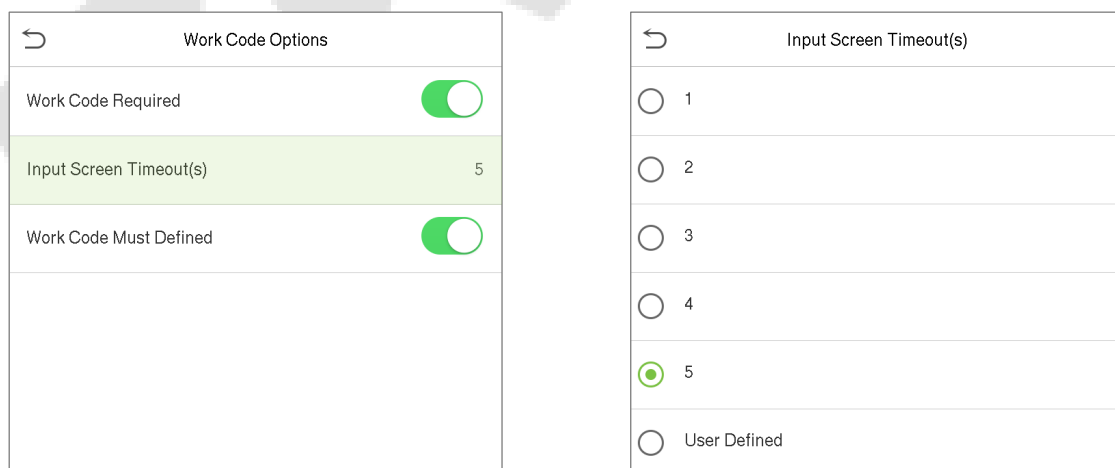 Work Code Options
Work Code Required
Input Screen Timeout(s) 5
Work Code Must Defined
Input Screen Timeout(s)
1
2
3
4
5
User Defined